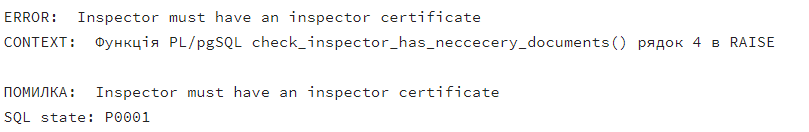 ERROR:  Inspector must have an inspector certificate
CONTEXT:  Функція PL/pgSQL check_inspector_has_neccecery_documents() рядок 4 в RAISE
ПОМИЛКА:  Inspector must have an inspector certificate
SQL state: P0001